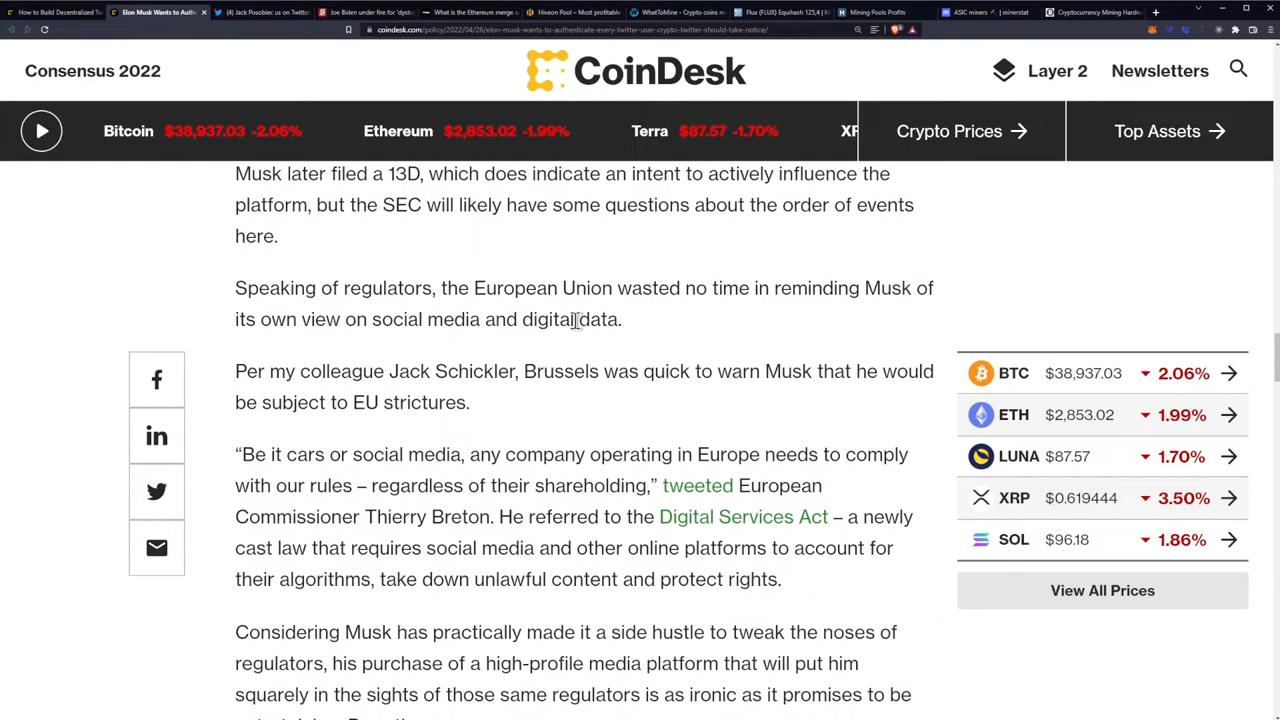 How to Build Decentralized Tw
Elon Musk Wants to Auth
(4) Jack Posobiec us on Twitter
Joe Biden under fire for 'dyst
What is the Ethereum merge a
Hiveon Pool – Most profitable
WhatToMine - Crypto coins m
Flux (FLUX) Equihash 125,4 | M
Mining Pools Profits
ASIC miners | minerstat
Cryptocurrency Mining Hardw
coindesk.com/policy/2022/04/26/elon-musk-wants-to-authenticate-every-twitter-user-crypto-twitter-should-take-notice/
Consensus 2022
CoinDesk
Layer 2
Newsletters
Bitcoin $38,937.03 -2.06%
Ethereum $2,853.02 -1.99%
Terra $87.57 -1.70%
XR
Crypto Prices
Top Assets
Musk later filed a 13D, which does indicate an intent to actively influence the
platform, but the SEC will likely have some questions about the order of events
here.
Speaking of regulators, the European Union wasted no time in reminding Musk of
its own view on social media and digital data.
Per my colleague Jack Schickler, Brussels was quick to warn Musk that he would
be subject to EU strictures.
“Be it cars or social media, any company operating in Europe needs to comply
with our rules – regardless of their shareholding,” tweeted European
Commissioner Thierry Breton. He referred to the Digital Services Act – a newly
cast law that requires social media and other online platforms to account for
their algorithms, take down unlawful content and protect rights.
Considering Musk has practically made it a side hustle to tweak the noses of
regulators, his purchase of a high-profile media platform that will put him
squarely in the sights of those same regulators is as ironic as it promises to be
BTC $38,937.03 2.06%
ETH $2,853.02 1.99%
LUNA $87.57 1.70%
XRP $0.619444 3.50%
SOL $96.18 1.86%
View All Prices